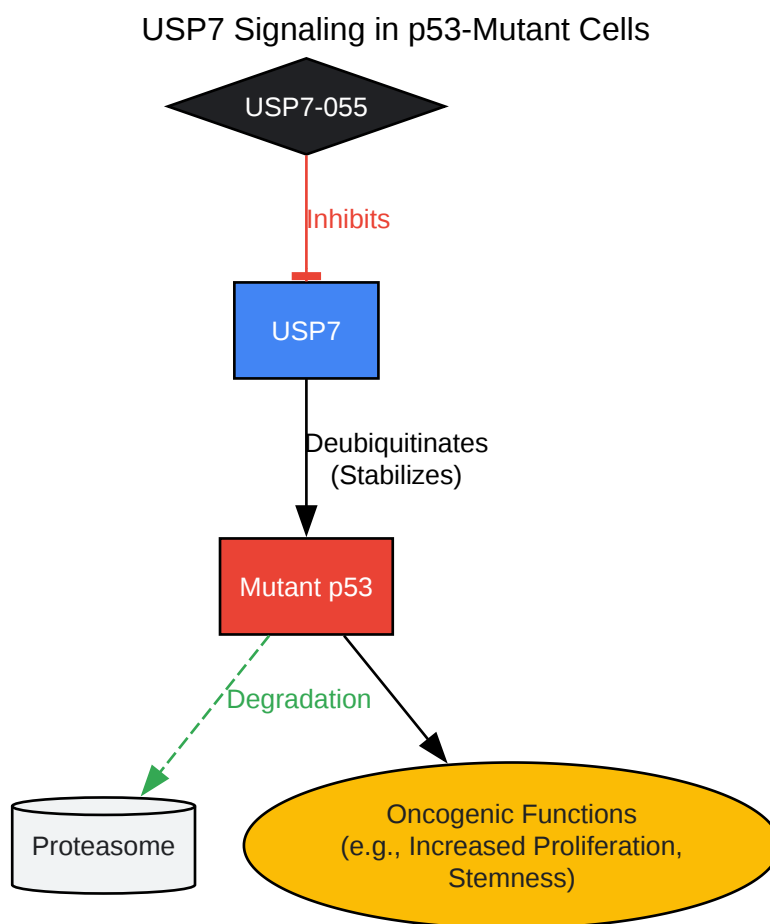 USP7 Signaling in p53-Mutant Cells
USP7-055
Inhibits
USP7
Deubiquitinates
(Stabilizes)
Mutant p53
Degradation
Proteasome
Oncogenic Functions
(e.g., Increased Proliferation,
Stemness)